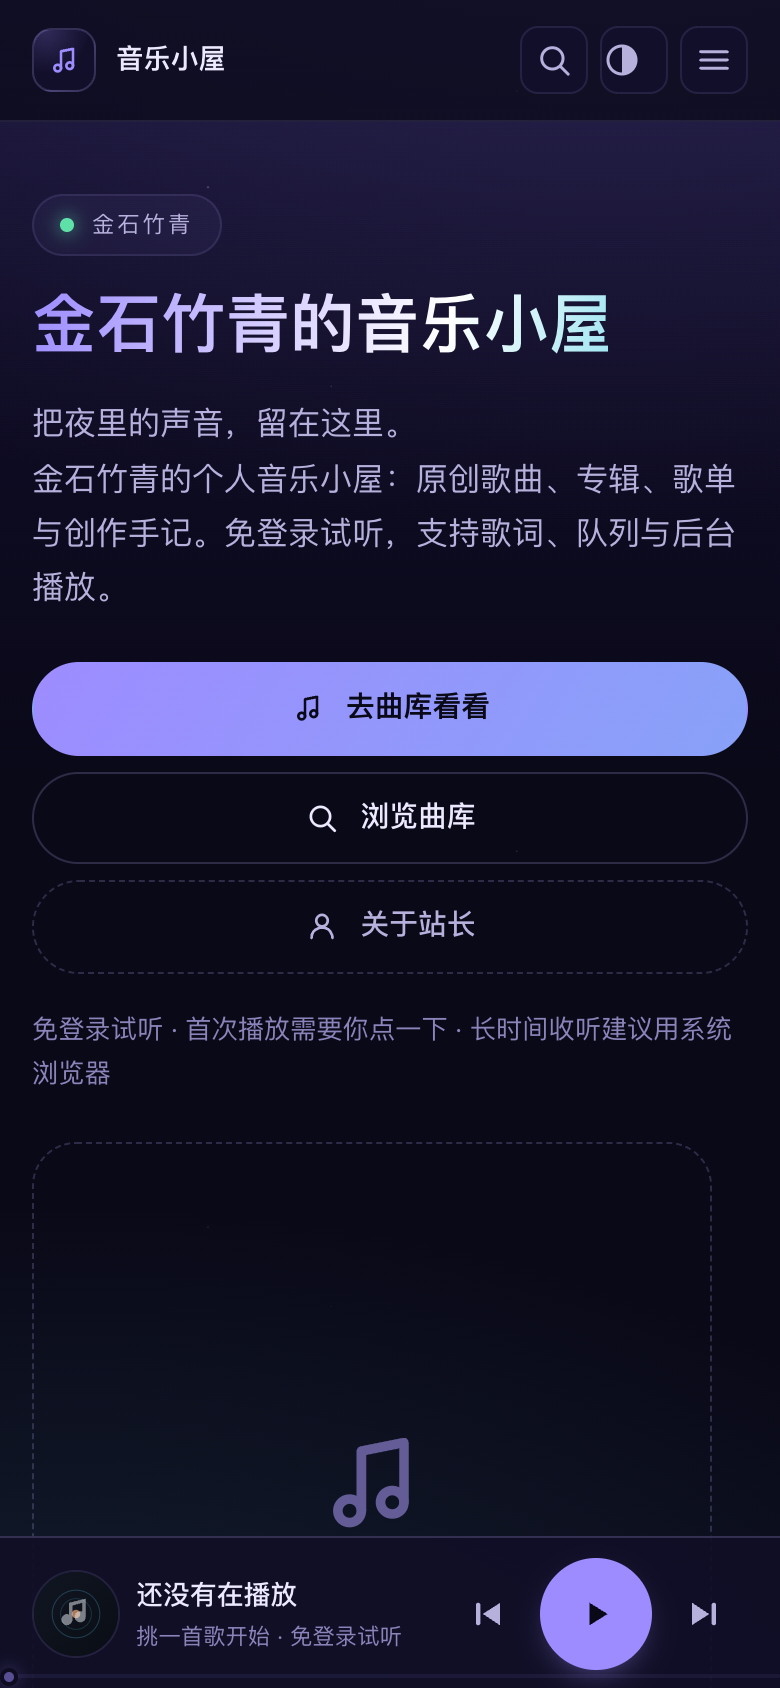 音乐小屋
金石竹青
金石竹青的音乐小屋
把夜里的声音，留在这里。
金石竹青的个人音乐小屋：原创歌曲、专辑、歌单
与创作手记。免登录试听，支持歌词、队列与后台
播放。
去曲库看看
浏览曲库
关于站长
免登录试听 · 首次播放需要你点一下 · 长时间收听建议用系统
浏览器
还没有在播放
挑一首歌开始 · 免登录试听